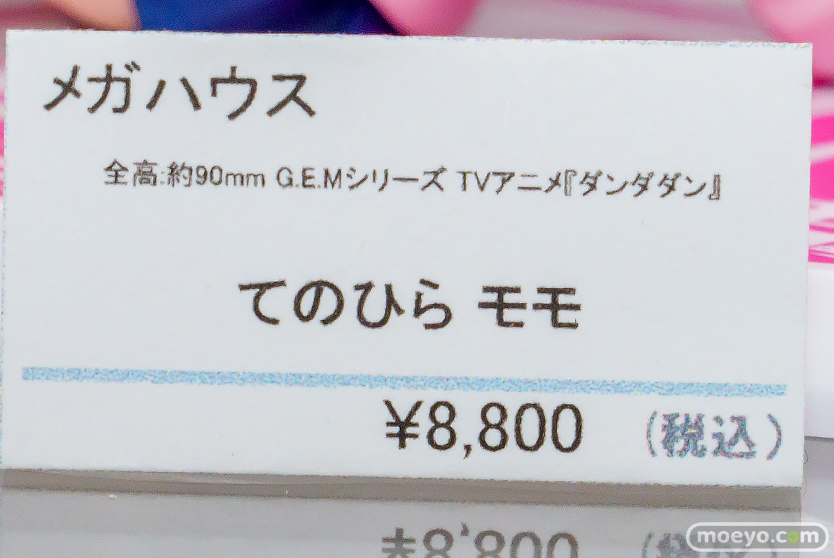 メガハウス
全高:約90mm G.E.Mシリーズ TVアニメ『ダンダダン』
てのひら モモ
¥8,800 (税込)
moeyo.com